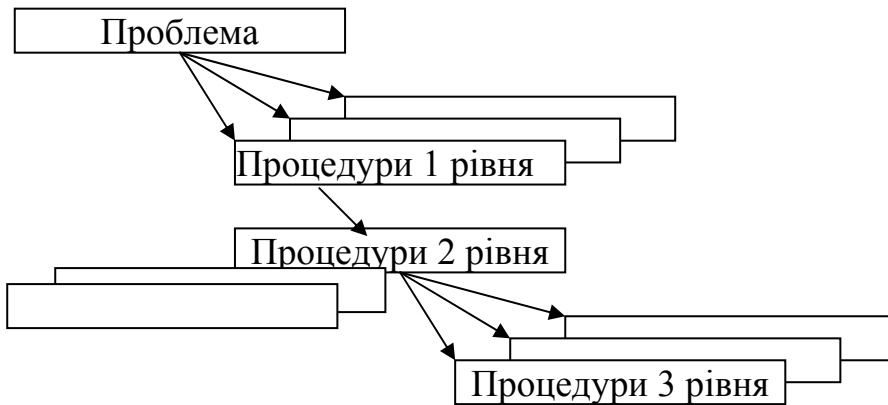 Проблема
Процедури 1 рівня
Процедури 2 рівня
Процедури 3 рівня